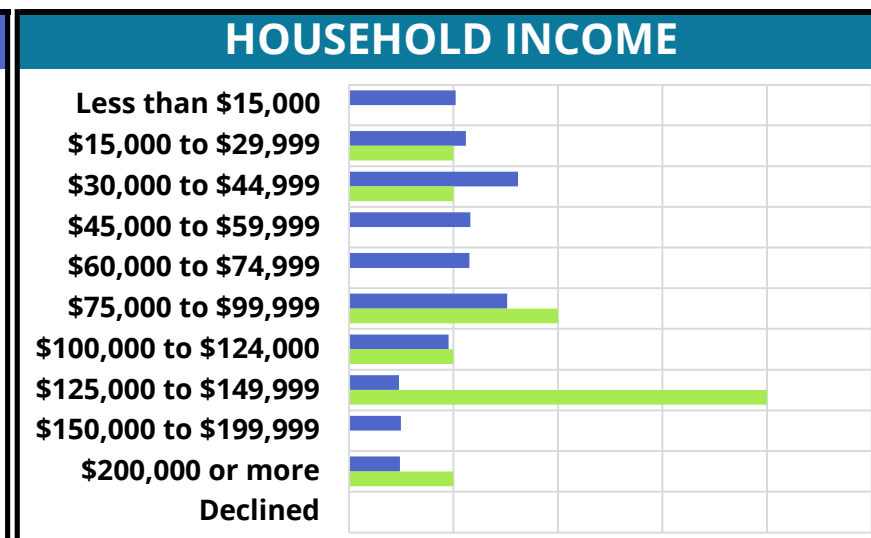 HOUSEHOLD INCOME
Less than $15,000
$15,000 to $29,999
$30,000 to $44,999
$45,000 to $59,999
$60,000 to $74,999
$75,000 to $99,999
$100,000 to $124,000
$125,000 to $149,999
$150,000 to $199,999
$200,000 or more
Declined